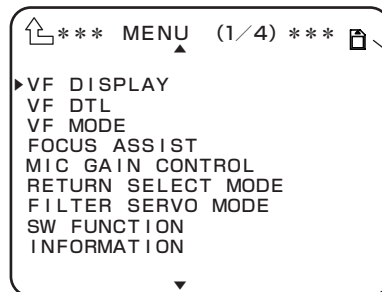 *** MENU (1/4) ***
VF DISPLAY
VF DTL
VF MODE
FOCUS ASSIST
MIC GAIN CONTROL
RETURN SELECT MODE
FILTER SERVO MODE
SW FUNCTION
INFORMATION